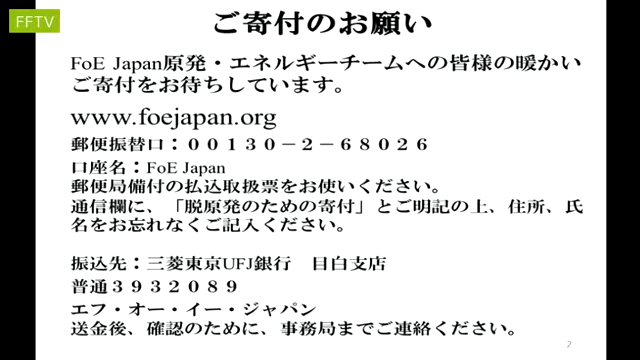 FFTV
ご寄付のお願い
FoE Japan原発・エネルギーチームへの皆様の暖かい
ご寄付をお待ちしています。
www.foejapan.org
郵便振替口：００１３０－２－６８０２６
口座名：FoE Japan
郵便局備付の払込取扱票をお使いください。
通信欄に、「脱原発のための寄付」とご明記の上、住所、氏
名をお忘れなくご記入ください。
振込先：三菱東京UFJ銀行　目白支店
普通３９３２０８９
エフ・オー・イー・ジャパン
送金後、確認のために、事務局までご連絡ください。
2